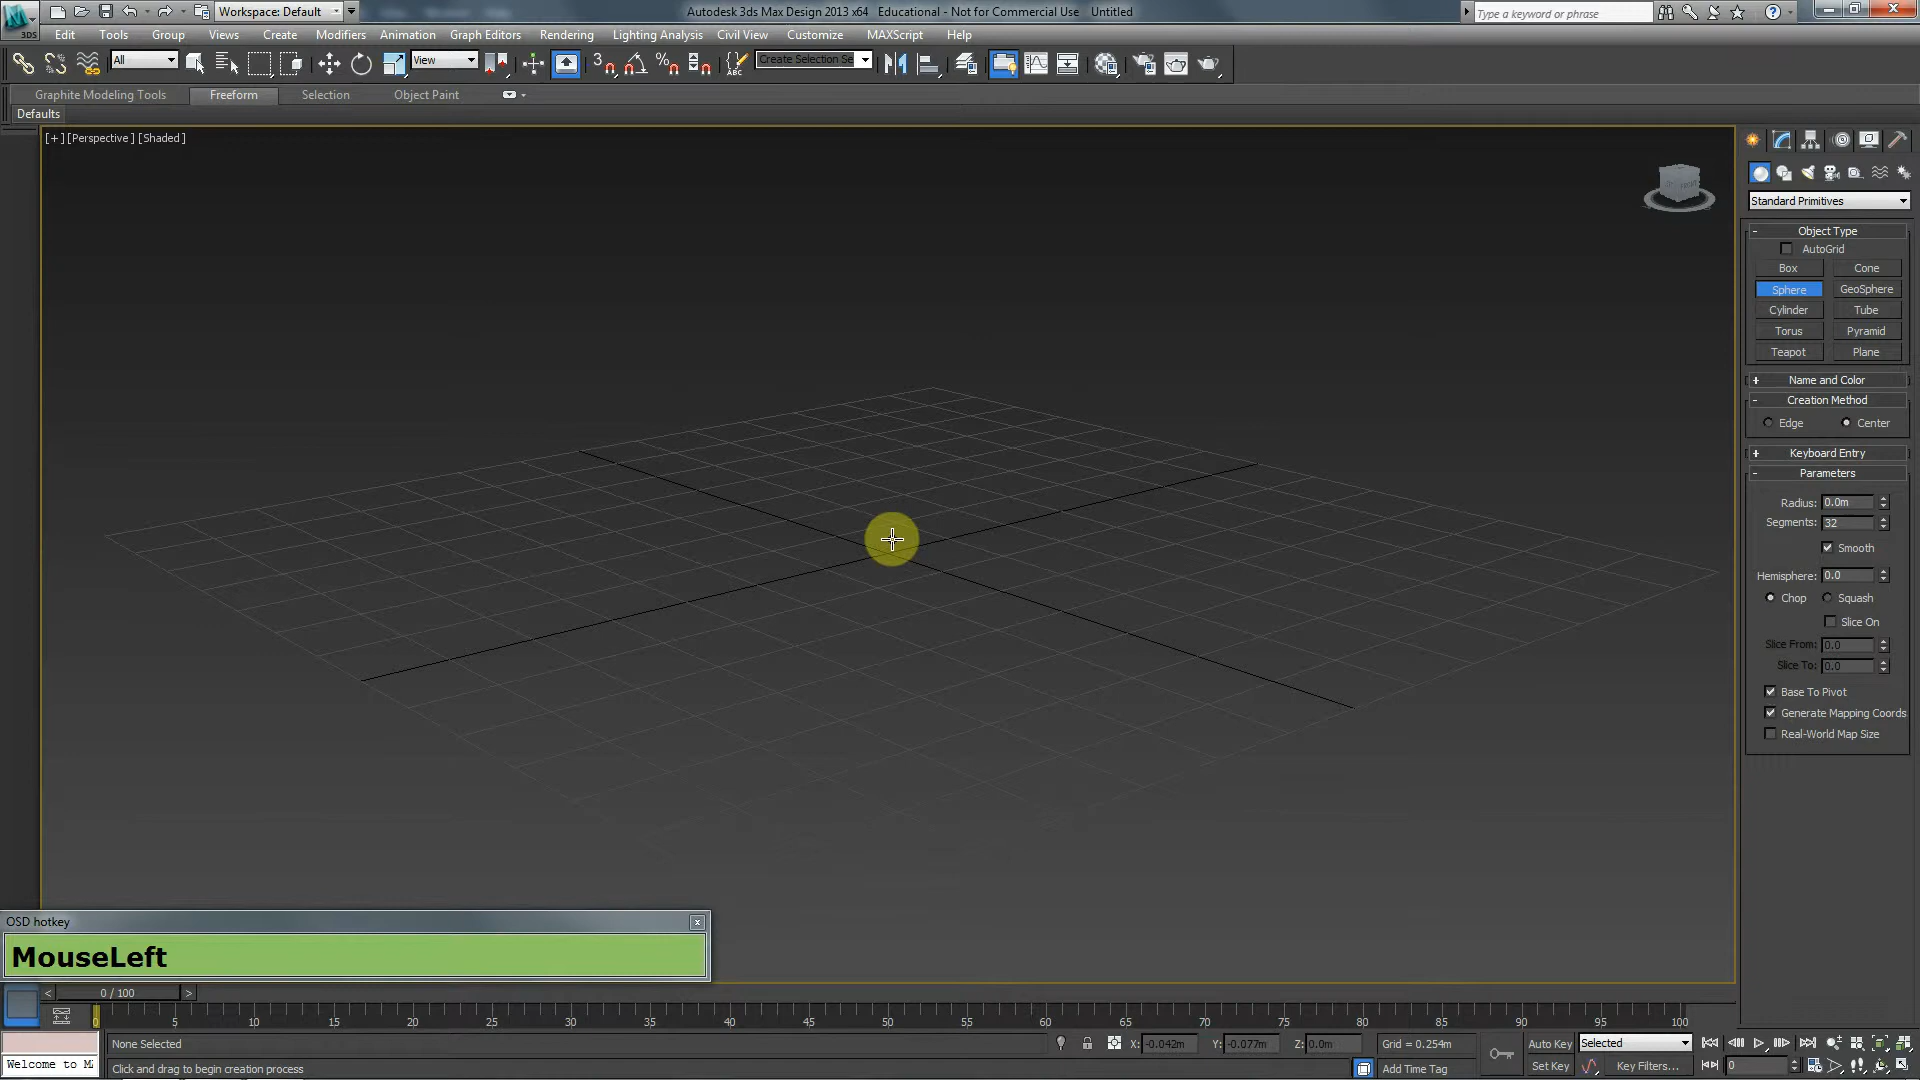 Workspace: Default
Autodesk 3ds Max Design 2013 x64 Educational - Not for Commercial Use Untitled
Type a keyword or phrase
3DS
Edit Tools Group Views Create Modifiers Animation Graph Editors Rendering Lighting Analysis Civil View Customize MAXScript Help
All
View
3
%
ABC
Create Selection Se
Graphite Modeling Tools Freeform Selection Object Paint
Defaults
[+] [Perspective] [Shaded]
Standard Primitives
- Object Type
AutoGrid
Box Cone
Sphere GeoSphere
Cylinder Tube
Torus Pyramid
Teapot Plane
+ Name and Color
- Creation Method
Edge Center
+ Keyboard Entry
- Parameters
Radius: 0.0m
Segments: 32
Smooth
Hemisphere: 0.0
Chop Squash
Slice On
Slice From: 0.0
Slice To: 0.0
Base To Pivot
Generate Mapping Coords
Real-World Map Size
OSD hotkey x
MouseLeft
< 0 / 100 >
0 5 10 15 20 25 30 35 40 45 50 55 60 65 70 75 80 85 90 95 100
None Selected
X: -0.042m Y: -0.077m Z: 0.0m Grid = 0.254m
Auto Key Selected
Welcome to M
Click and drag to begin creation process
Add Time Tag
Set Key Key Filters...
0